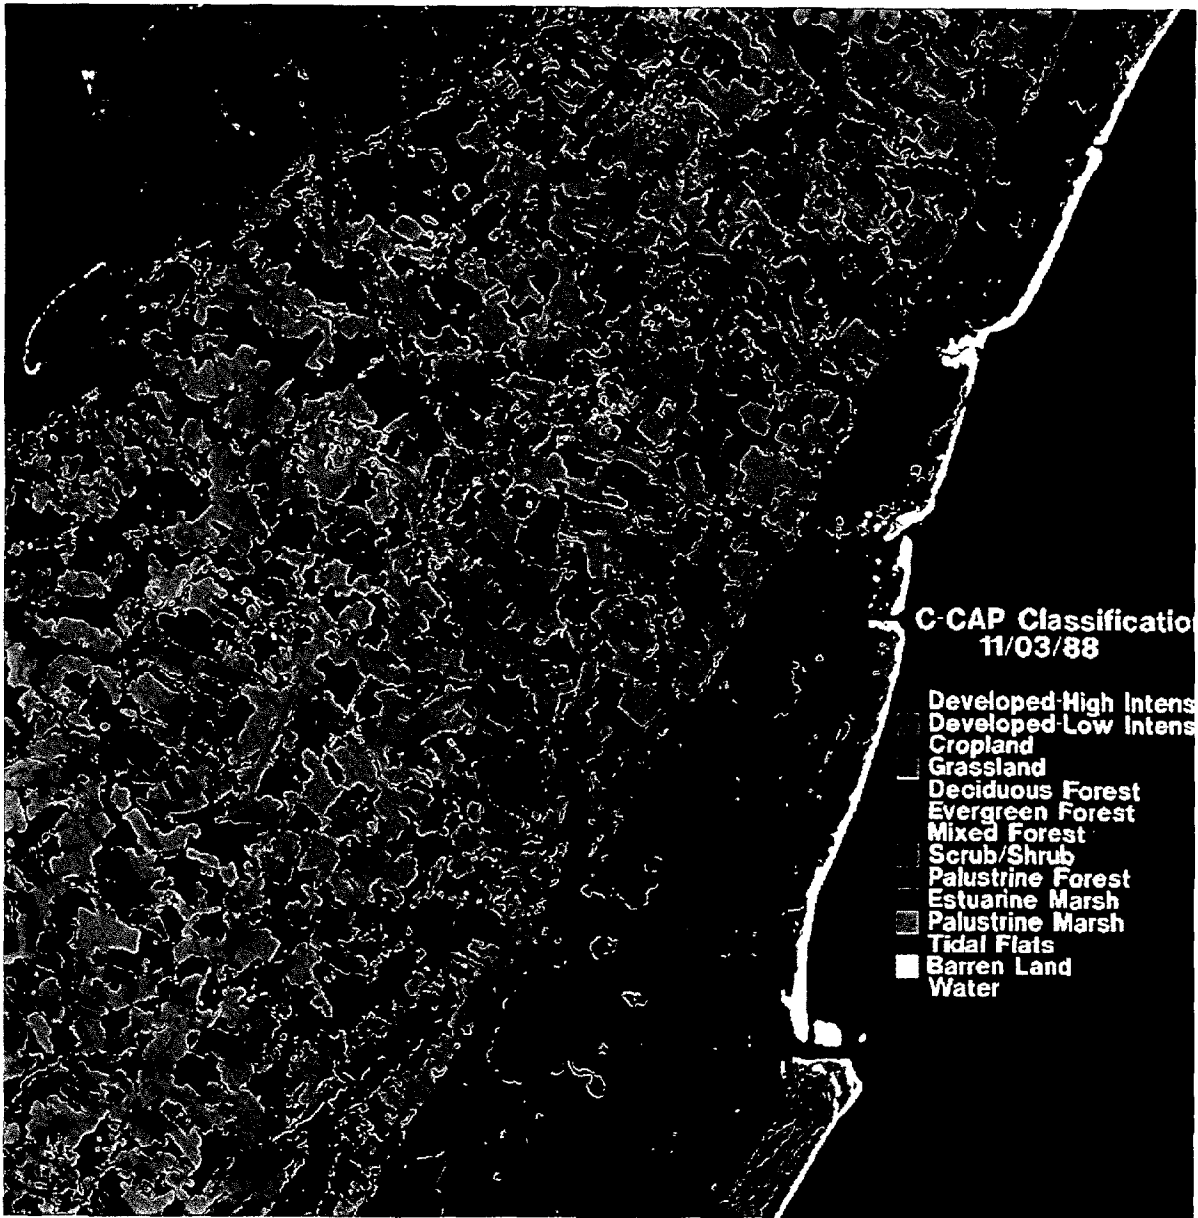 C-CAP Classificatio
11/03/88
Developed-High Intens
Developed-Low Intens
Cropland
Grassland
Deciduous Forest
Evergreen Forest
Mixed Forest
Scrub/Shrub
Palustrine Forest
Estuarine Marsh
Palustrine Marsh
Tidal Flats
Barren Land
Water